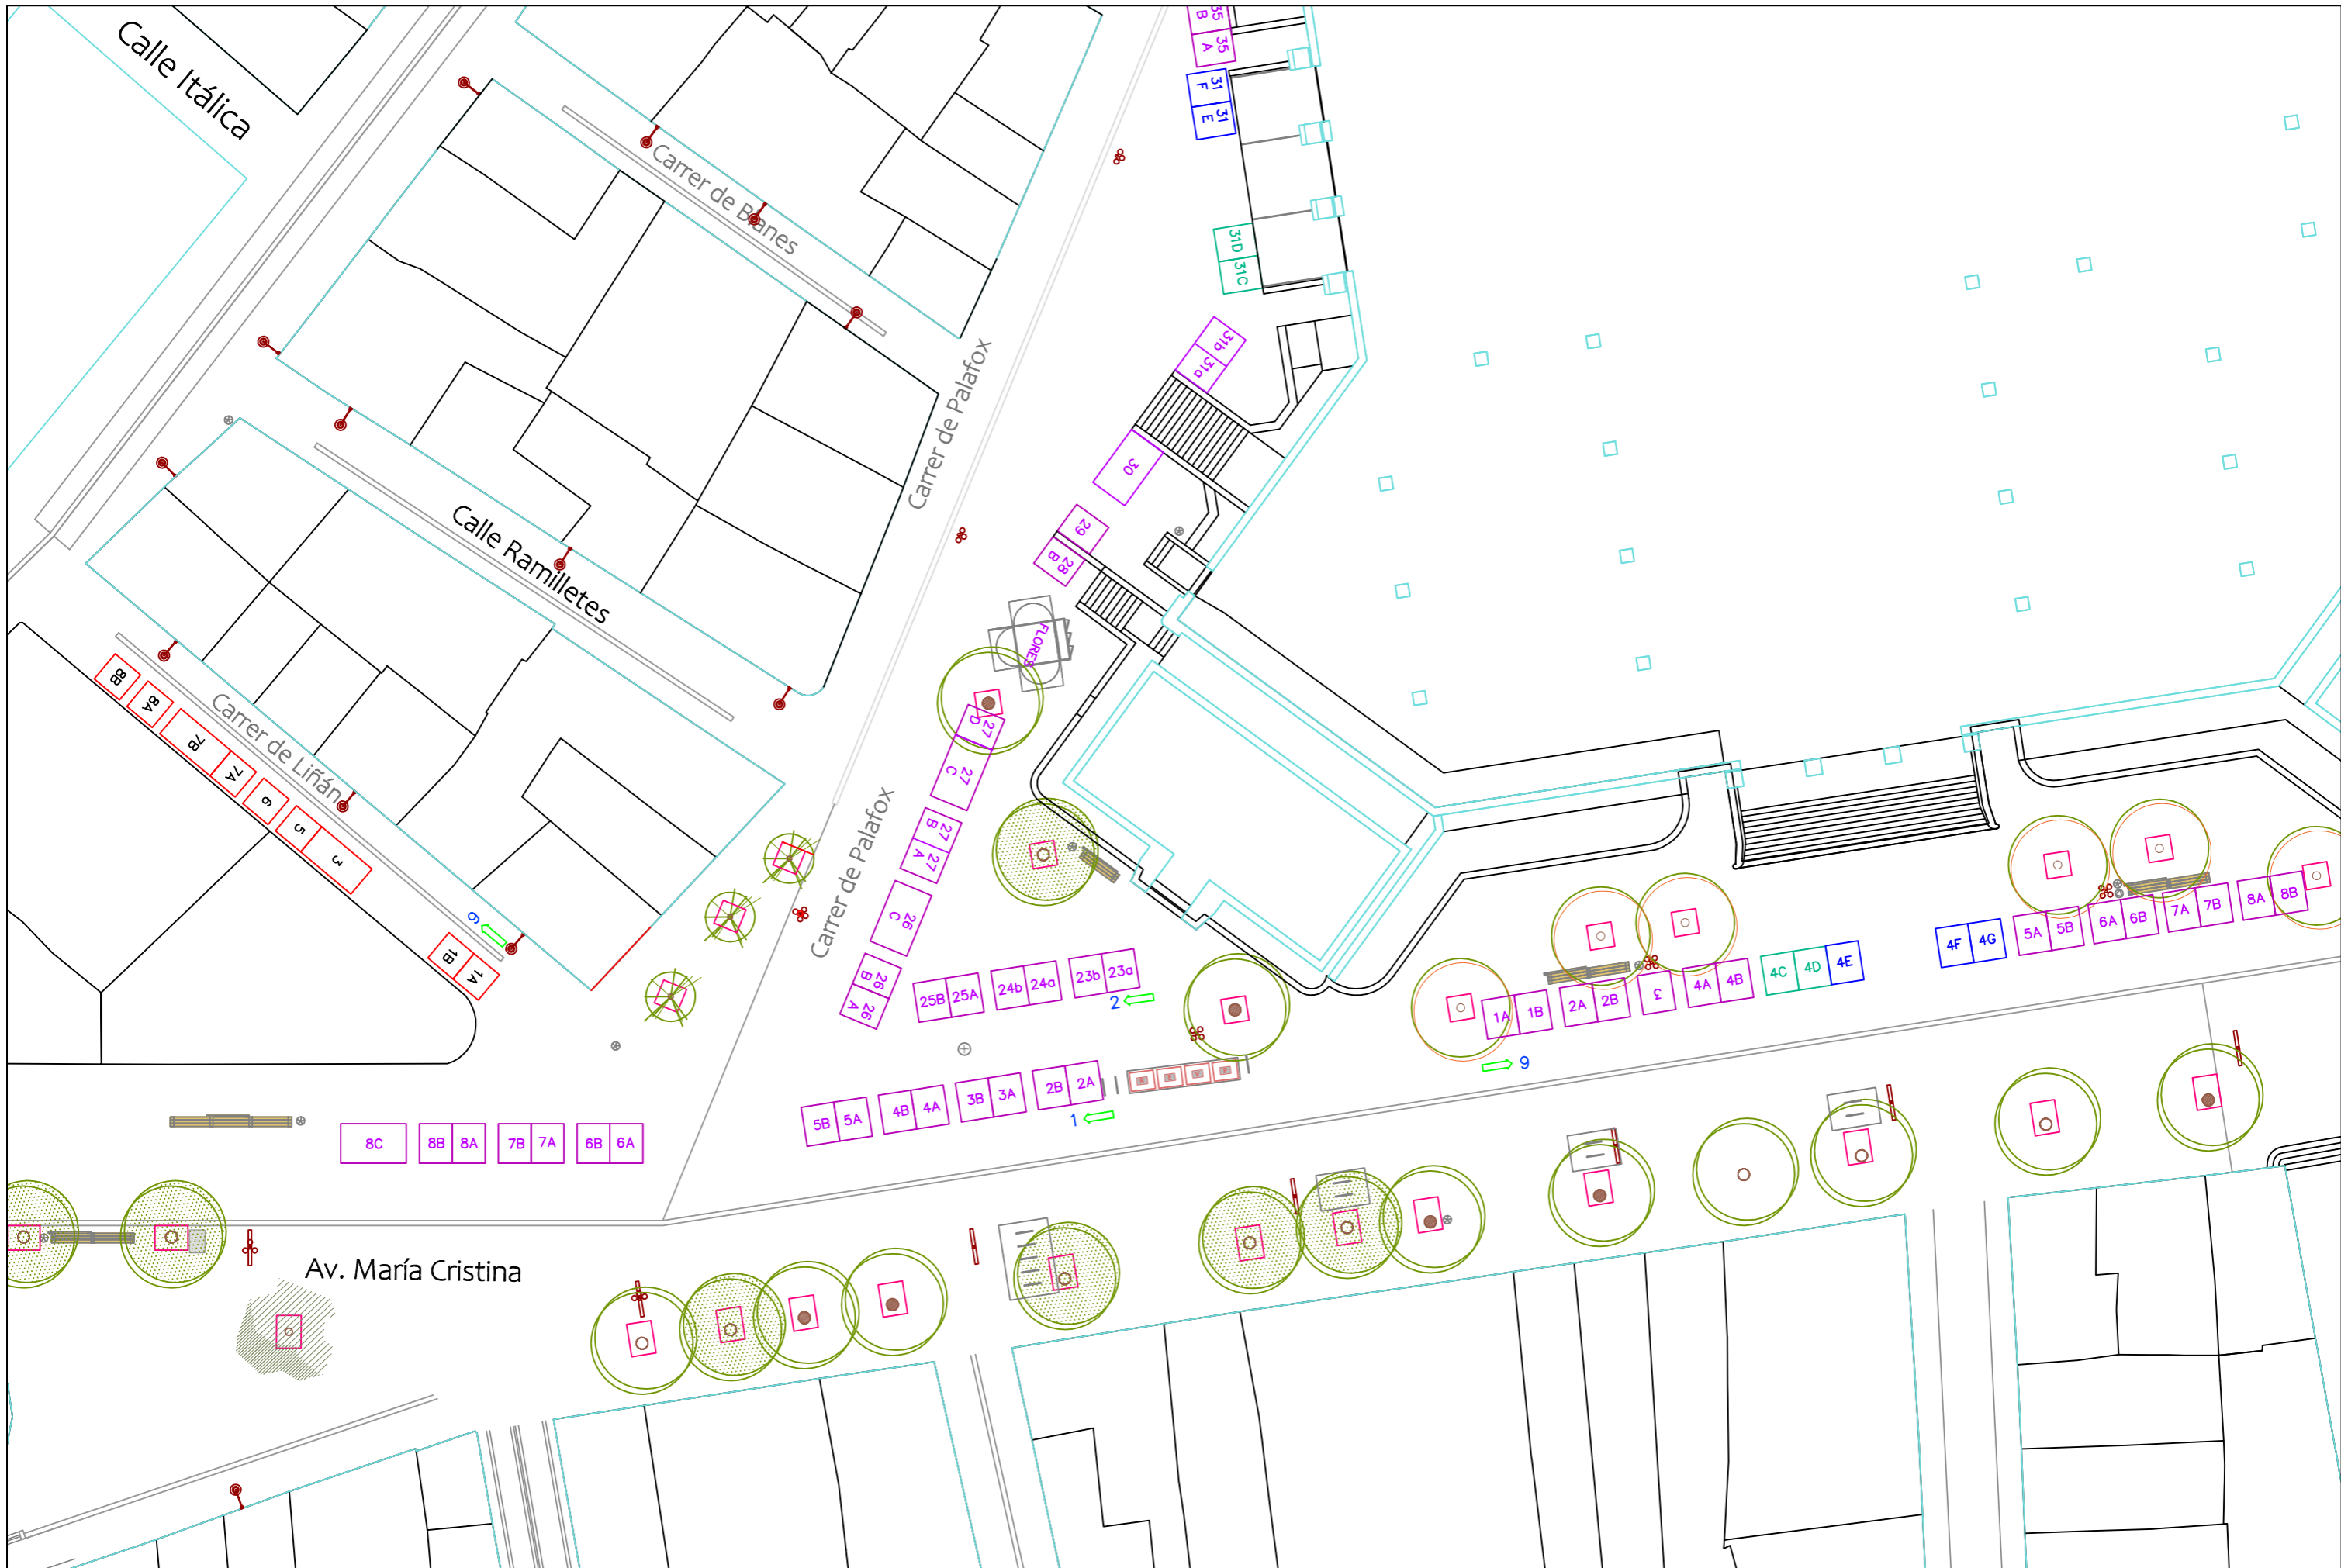 Calle Itálica
35 B
35 A
31 F
31 E
Carrer de Blanes
31D
31C
31b
31a
Carrer de Palafox
30
29
28 B
Calle Ramilletes
FLORES
27 D
27 C
27 B
27 A
Carrer de Palafox
26 C
26 B
26 A
Carrer de Liñán
8B
8A
7B
7A
6
5
3
9
1B
1A
25B 25A 24b 24a 23b 23a
2
1A 1B 2A 2B 4A 4B 4C 4D 4E
4F 4G 5A 5B 6A 6B 7A 7B 8A 8B
9
5B 5A 4B 4A 3B 3A 2B 2A
1
8C 8B 8A 7B 7A 6B 6A
Av. María Cristina